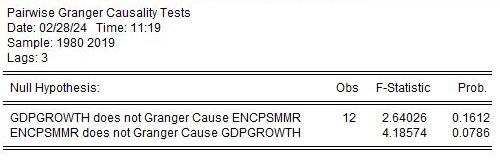 Pairwise Granger Causality Tests
Date: 02/28/24 Time: 11:19
Sample: 1980 2019
Lags: 3
Null Hypothesis: Obs F-Statistic Prob.
GDPGROWTH does not Granger Cause ENCPSMMR 12 2.64026 0.1612
ENCPSMMR does not Granger Cause GDPGROWTH 4.18574 0.0786